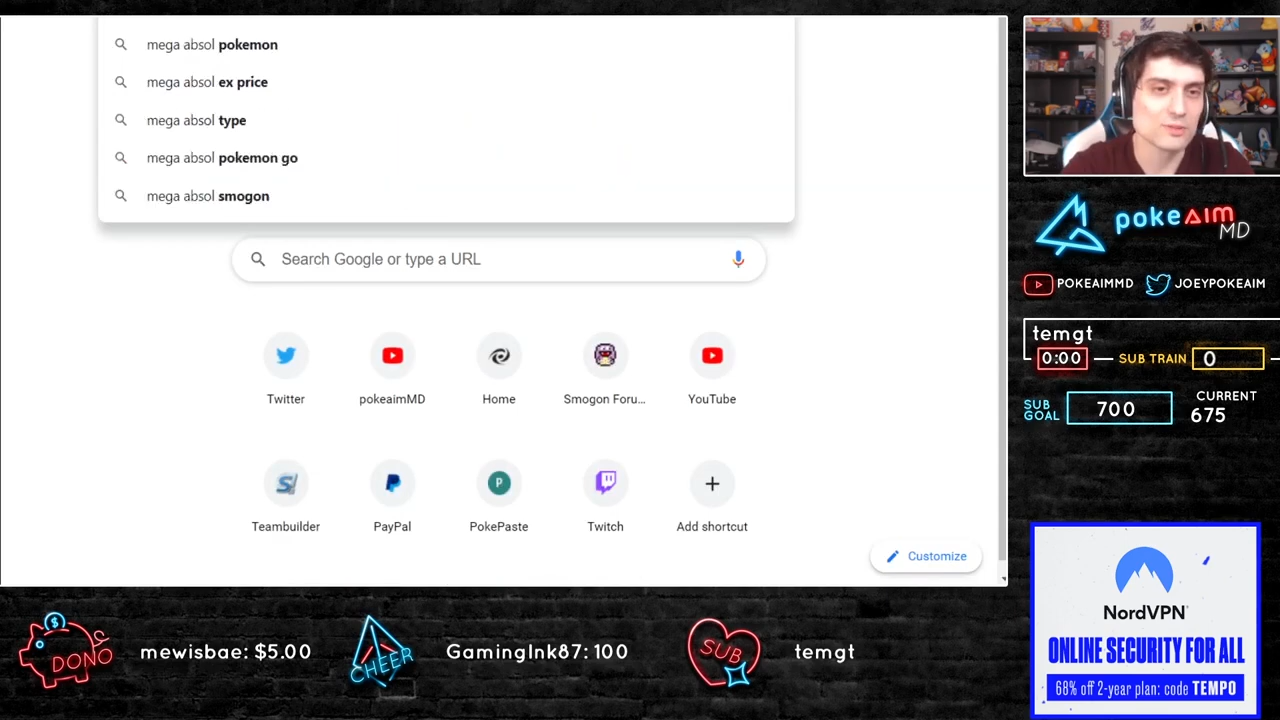 mega absol pokemon
mega absol ex price
mega absol type
mega absol pokemon go
mega absol smogon
Search Google or type a URL
Twitter
pokeaimMD
Home
Smogon Foru...
YouTube
Teambuilder
PayPal
P
PokePaste
Twitch
Add shortcut
Customize
pokeAIM
MD
POKEAIMMD
JOEYPOKEAIM
temgt
0:00
SUB TRAIN
0
SUB GOAL
700
CURRENT
675
NordVPN
ONLINE SECURITY FOR ALL
68% off 2-year plan: code TEMPO
$
DONO
mewisbae: $5.00
CHEER
GamingInk87: 100
SUB
temgt